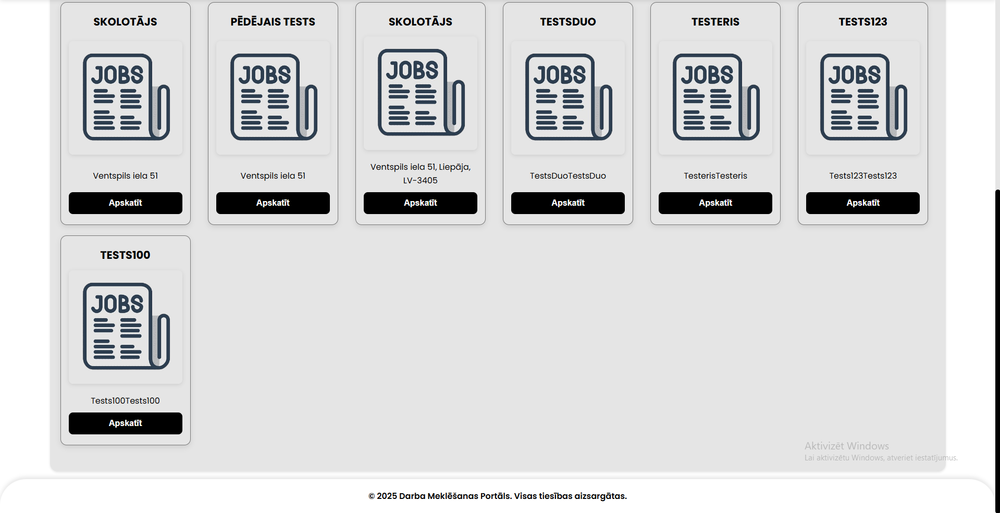 SKOLOTĀJS
JOBS
Ventspils iela 51
Apskatīt
PĒDĒJAIS TESTS
JOBS
Ventspils iela 51
Apskatīt
SKOLOTĀJS
JOBS
Ventspils iela 51, Liepāja,
LV-3405
Apskatīt
TESTSDUO
JOBS
TestsDuoTestsDuo
Apskatīt
TESTERIS
JOBS
TesterisTesteris
Apskatīt
TESTS123
JOBS
Tests123Tests123
Apskatīt
TESTS100
JOBS
Tests100Tests100
Apskatīt
Aktivizēt Windows
Lai aktivizētu Windows, atveriet iestatījumus.
© 2025 Darba Meklēšanas Portāls. Visas tiesības aizsargātas.